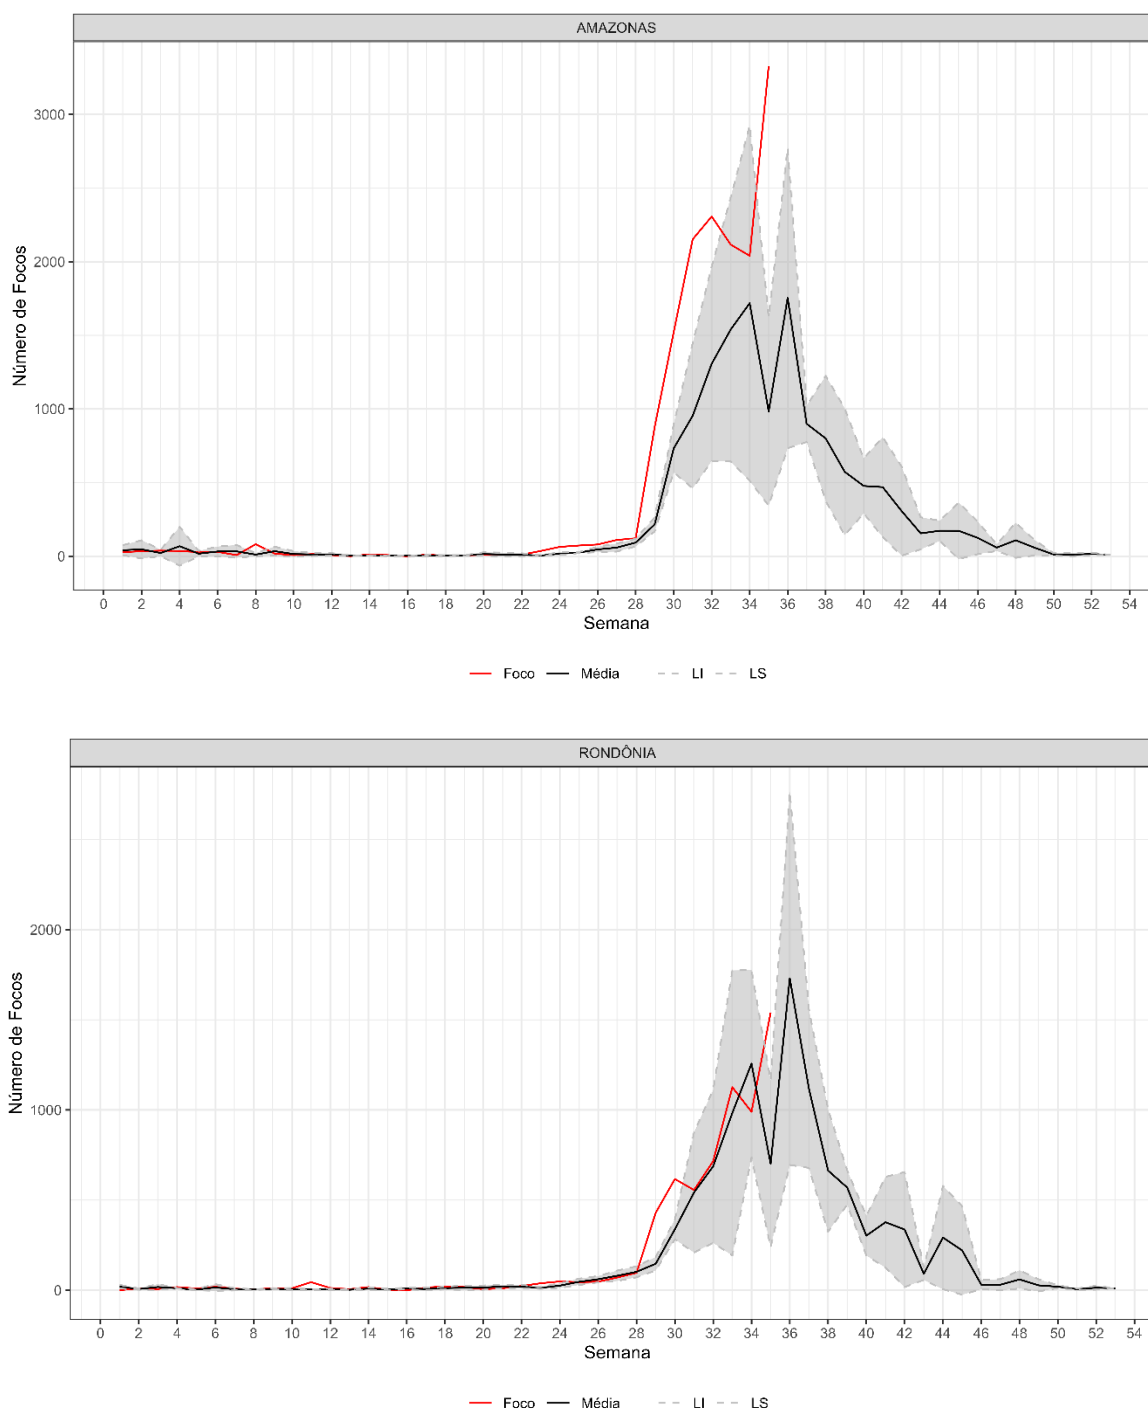 AMAZONAS
Número de Focos
3000
2000
1000
0
0 2 4 6 8 10 12 14 16 18 20 22 24 26 28 30 32 34 36 38 40 42 44 46 48 50 52 54
Semana
Foco Média LI LS
RONDÔNIA
Número de Focos
2000
1000
0
0 2 4 6 8 10 12 14 16 18 20 22 24 26 28 30 32 34 36 38 40 42 44 46 48 50 52 54
Semana
Foco Média LI LS